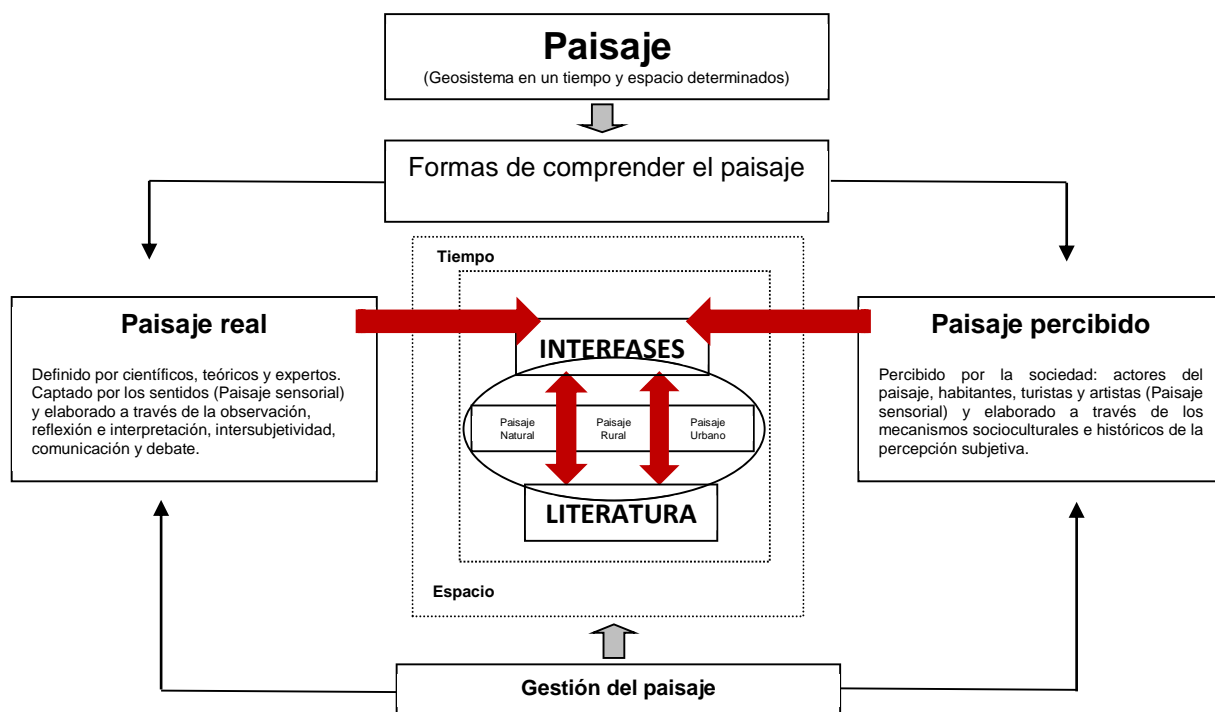 Paisaje
(Geosistema en un tiempo y espacio determinados)
Formas de comprender el paisaje
Tiempo
Paisaje real
Definido por científicos, teóricos y expertos.
Captado por los sentidos (Paisaje sensorial)
y elaborado a través de la observación,
reflexión e interpretación, intersubjetividad,
comunicación y debate.
INTERFASES
Paisaje
Natural
Paisaje
Rural
Paisaje
Urbano
LITERATURA
Paisaje percibido
Percibido por la sociedad: actores del
paisaje, habitantes, turistas y artistas (Paisaje
sensorial) y elaborado a través de los
mecanismos socioculturales e históricos de la
percepción subjetiva.
Espacio
Gestión del paisaje